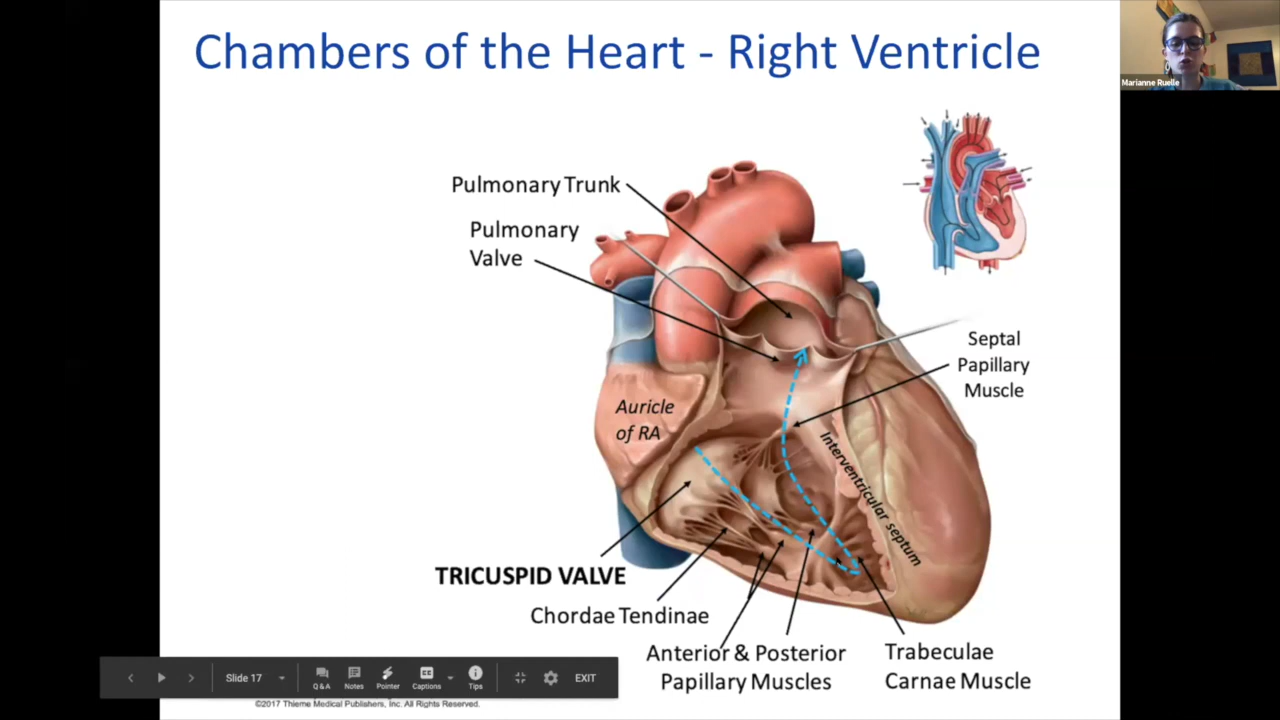 Chambers of the Heart - Right Ventricle
Marianne Ruelle
Pulmonary Trunk
Pulmonary
Valve
Septal
Papillary
Muscle
Auricle
of RA
Interventricular septum
TRICUSPID VALVE
Chordae Tendinae
Anterior & Posterior
Papillary Muscles
Trabeculae
Carnae Muscle
Slide 17
Q&A
Notes
Pointer
Captions
Tips
EXIT
©2017 Thieme Medical Publishers, Inc. All Rights Reserved.